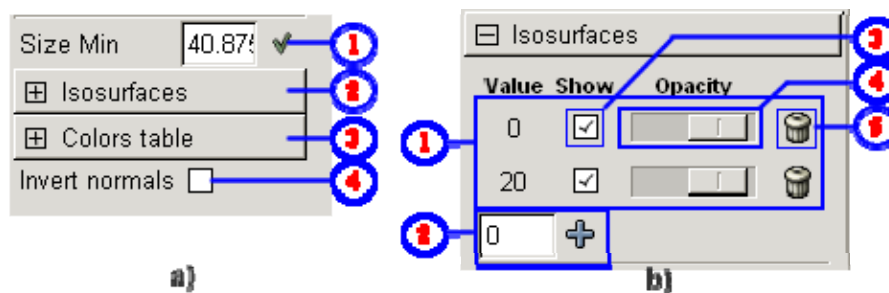 Size Min 40.875 1
Isosurfaces 2
Colors table 3
Invert normals 4
a)
Isosurfaces 3
Value Show Opacity 4
1 0 5
20
2 0
b)